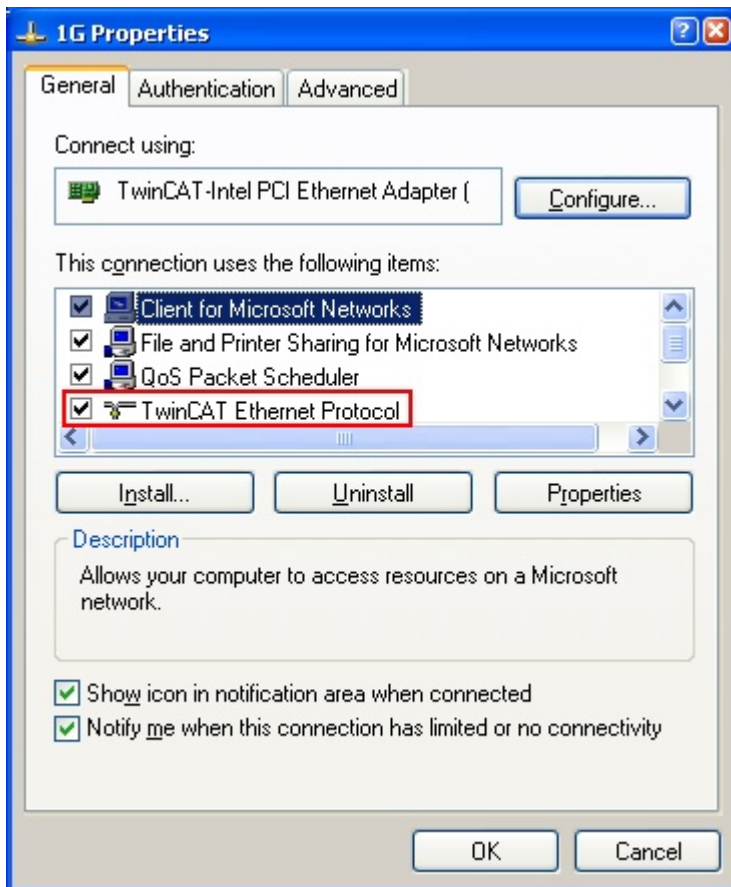 1G Properties
General
Authentication
Advanced
Connect using:
TwinCAT-Intel PCI Ethernet Adapter (
Configure...
This connection uses the following items:
Client for Microsoft Networks
File and Printer Sharing for Microsoft Networks
QoS Packet Scheduler
TwinCAT Ethernet Protocol
Install...
Uninstall
Properties
Description
Allows your computer to access resources on a Microsoft
network.
Show icon in notification area when connected
Notify me when this connection has limited or no connectivity
OK
Cancel